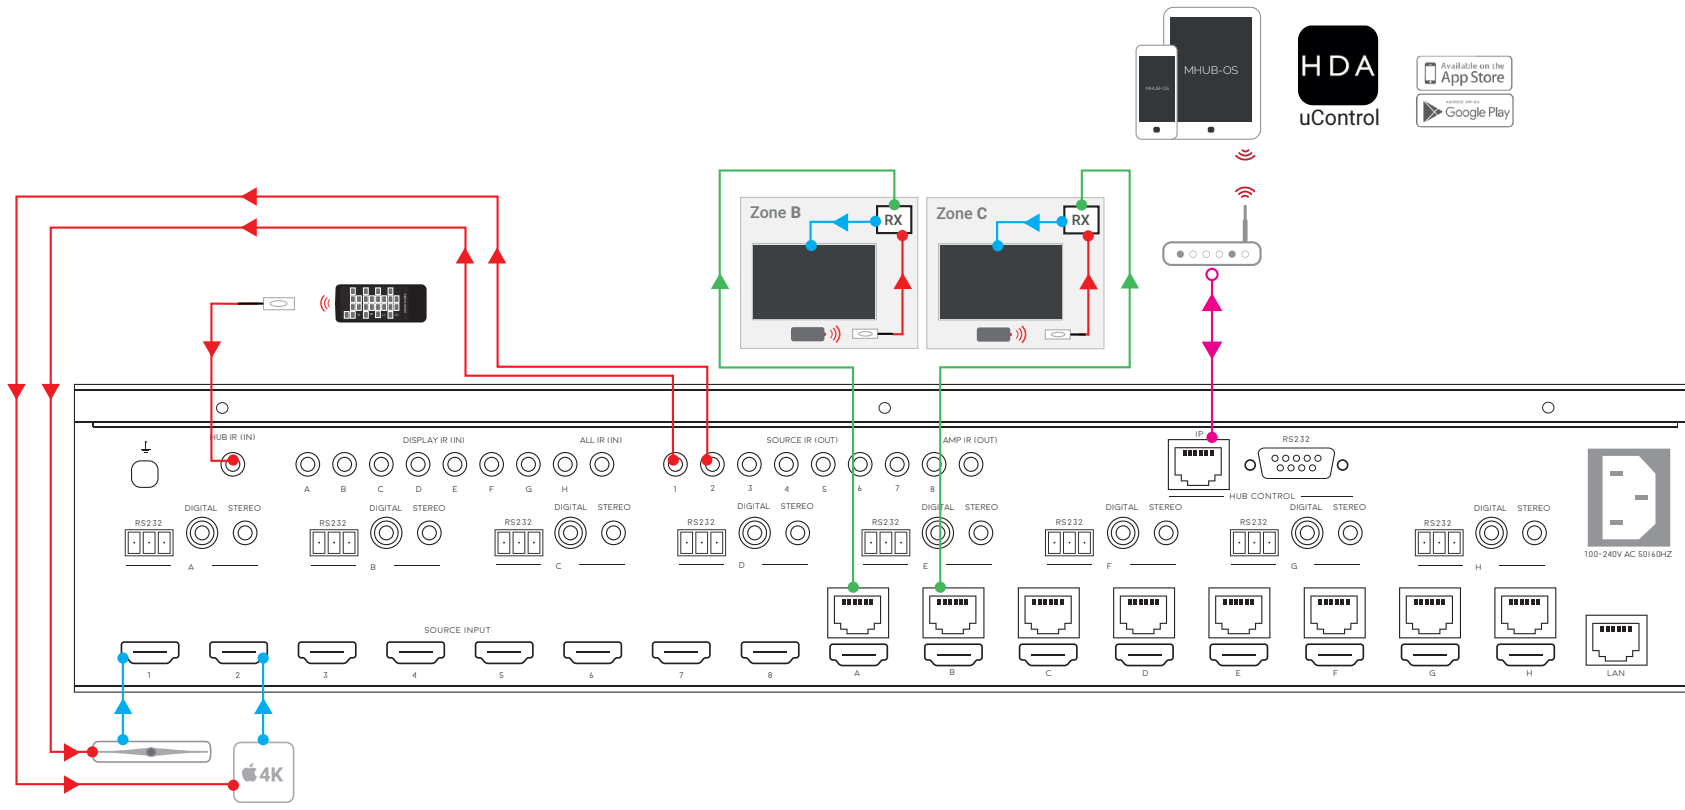 MHUB-OS
MHUB-OS
HDA
uControl
Available on the
App Store
ANDROID APP ON
Google Play
Zone B
RX
Zone C
RX
HUB IR (IN)
DISPLAY IR (IN)
ALL IR (IN)
SOURCE IR (OUT)
AMP IR (OUT)
IP
RS232
A B C D E F G H
1 2 3 4 5 6 7 8
HUB CONTROL
RS232 DIGITAL STEREO
A
RS232 DIGITAL STEREO
B
RS232 DIGITAL STEREO
C
RS232 DIGITAL STEREO
D
RS232 DIGITAL STEREO
E
RS232 DIGITAL STEREO
F
RS232 DIGITAL STEREO
G
RS232 DIGITAL STEREO
H
100-240V AC 50/60HZ
SOURCE INPUT
1 2 3 4 5 6 7 8
A B C D E F G H
LAN
4K